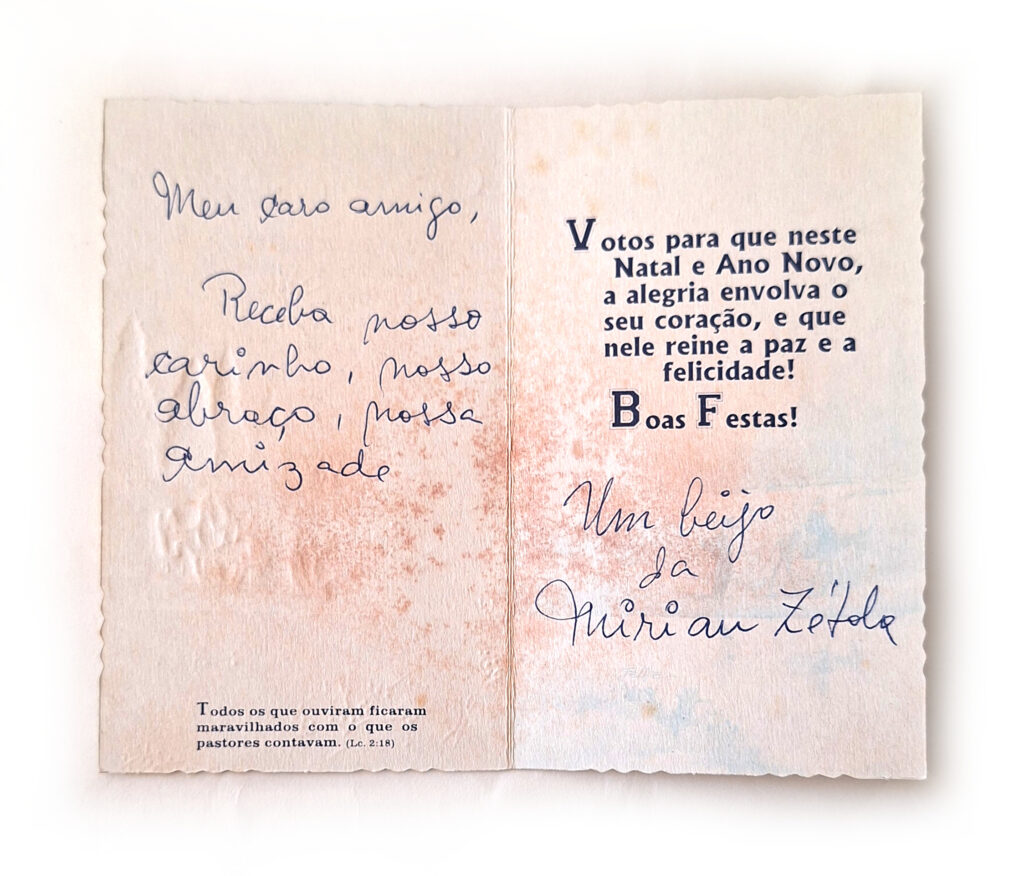 Meu caro amigo,
Receba nosso
carinho, nosso
abraço, nossa
amizade
Todos os que ouviram ficaram
maravilhados com o que os
pastores contavam. (Lc. 2:18)
Votos para que neste
Natal e Ano Novo,
a alegria envolva o
seu coração, e que
nele reine a paz e a
felicidade!
Boas Festas!
Um beijo
da
Mirian Zétola